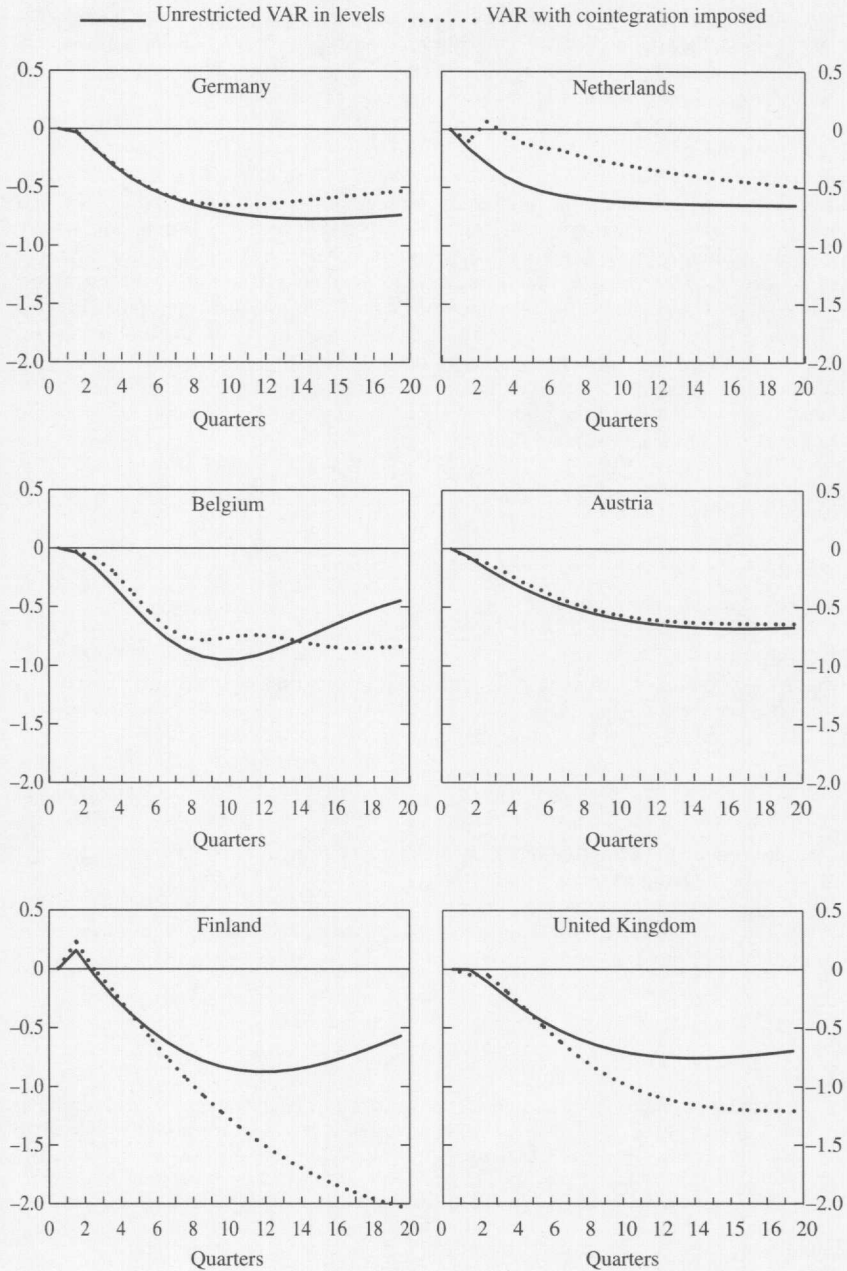 Unrestricted VAR in levels VAR with cointegration imposed
0.5
0
–0.5
–1.0
–1.5
–2.0
Germany
0 2 4 6 8 10 12 14 15 16 20
Quarters
Netherlands
0.5
0
–0.5
–1.0
–1.5
–2.0
0 2 4 6 8 10 12 14 15 16 20
Quarters
0.5
0
–0.5
–1.0
–1.5
–2.0
Belgium
0 2 4 6 8 10 12 14 16 18 20
Quarters
Austria
0.5
0
–0.5
–1.0
–1.5
–2.0
0 2 4 6 8 10 12 14 16 18 20
Quarters
0.5
0
–0.5
–1.0
–1.5
–2.0
Finland
0 2 4 6 8 10 12 14 16 18 20
Quarters
United Kingdom
0.5
0
–0.5
–1.0
–1.5
–2.0
0 2 4 6 8 10 12 14 16 18 20
Quarters